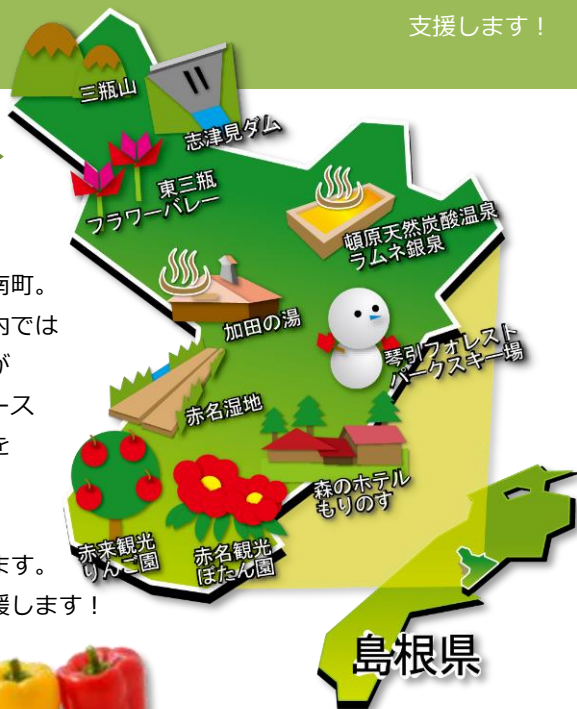 支援します！
三瓶山
志津見ダム
東三瓶
フラワーバレー
頓原天然炭酸温泉
ラムネ銀泉
南町。
内では
が
ース
を
加田の湯
琴引フォレスト
パークスキー場
赤名湿地
森のホテル
もりのす
赤来観光
りんご園
赤名観光
ぼたん園
ます。
援します！
島根県